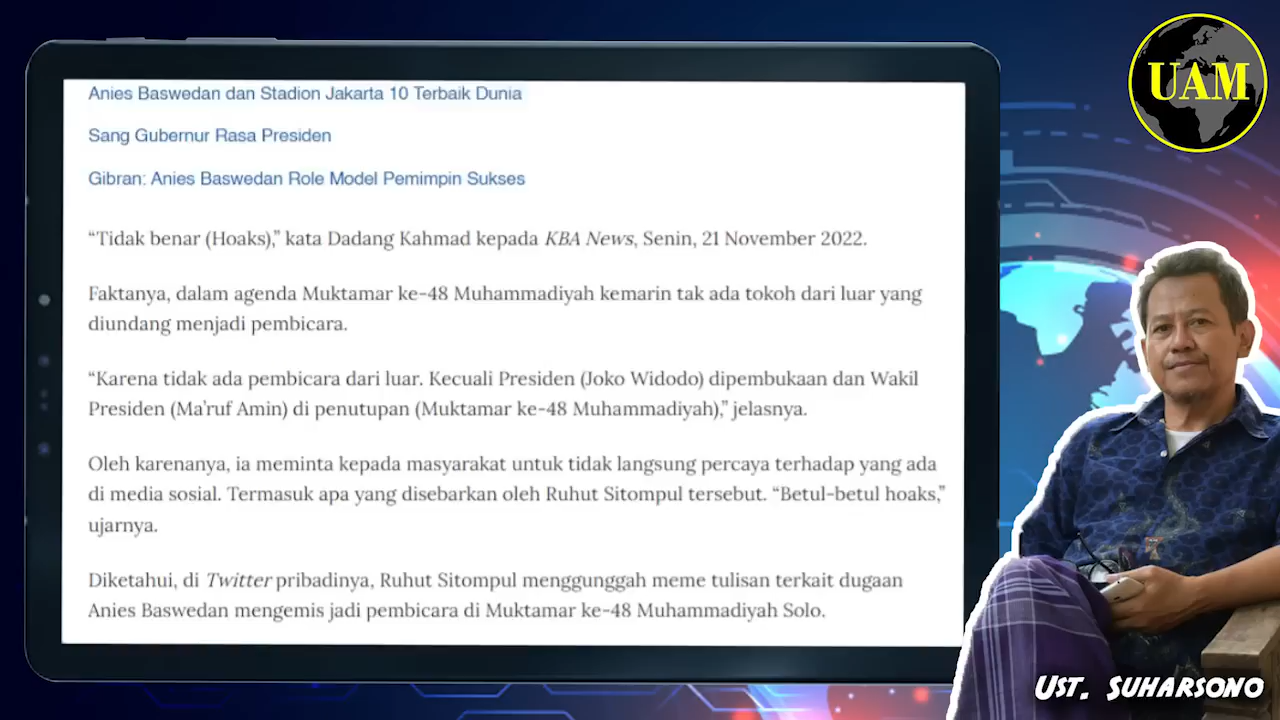 Anies Baswedan dan Stadion Jakarta 10 Terbaik Dunia
Sang Gubernur Rasa Presiden
Gibran: Anies Baswedan Role Model Pemimpin Sukses
“Tidak benar (Hoaks),” kata Dadang Kahmad kepada KBA News, Senin, 21 November 2022.
Faktanya, dalam agenda Muktamar ke-48 Muhammadiyah kemarin tak ada tokoh dari luar yang
diundang menjadi pembicara.
“Karena tidak ada pembicara dari luar. Kecuali Presiden (Joko Widodo) dipembukaan dan Wakil
Presiden (Ma’ruf Amin) di penutupan (Muktamar ke-48 Muhammadiyah),” jelasnya.
Oleh karenanya, ia meminta kepada masyarakat untuk tidak langsung percaya terhadap yang ada
di media sosial. Termasuk apa yang disebarkan oleh Ruhut Sitompul tersebut. “Betul-betul hoaks,”
ujarnya.
Diketahui, di Twitter pribadinya, Ruhut Sitompul menggunggah meme tulisan terkait dugaan
Anies Baswedan mengemis jadi pembicara di Muktamar ke-48 Muhammadiyah Solo.
UAM
UST. SUHARSONO